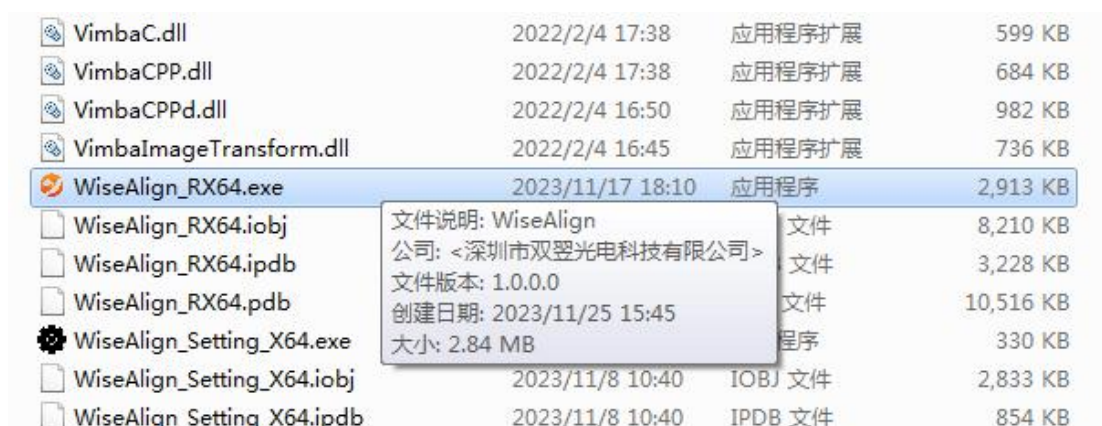 VimbaC.dll 2022/2/4 17:38 应用程序扩展 599 KB
VimbaCPP.dll 2022/2/4 17:38 应用程序扩展 684 KB
VimbaCPPd.dll 2022/2/4 16:50 应用程序扩展 982 KB
VimbaImageTransform.dll 2022/2/4 16:45 应用程序扩展 736 KB
WiseAlign_RX64.exe 2023/11/17 18:10 应用程序 2,913 KB
WiseAlign_RX64.iobj 文件 8,210 KB
WiseAlign_RX64.ipdb 文件 3,228 KB
WiseAlign_RX64.pdb 文件 10,516 KB
WiseAlign_Setting_X64.exe 程序 330 KB
文件说明: WiseAlign
公司: <深圳市双翌光电科技有限公司>
文件版本: 1.0.0.0
创建日期: 2023/11/25 15:45
大小: 2.84 MB
WiseAlign_Setting_X64.iobj 2023/11/8 10:40 IOBJ 文件 2,833 KB
WiseAlign_Setting_X64.ipdb 2023/11/8 10:40 IPDB 文件 854 KB